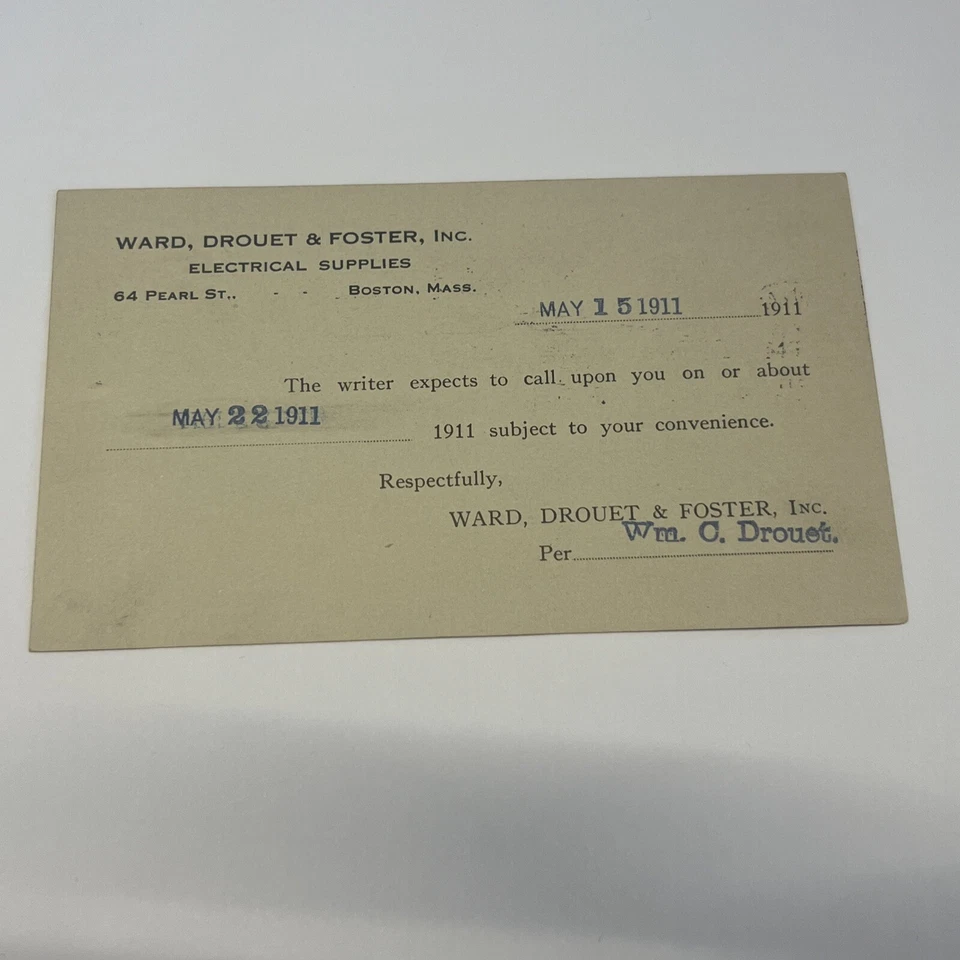 WARD, DROUET & FOSTER, INC.
ELECTRICAL SUPPLIES
64 PEARL ST., - - BOSTON, MASS.
MAY 15 1911 1911
The writer expects to call upon you on or about
MAY 22 1911 1911 subject to your convenience.
Respectfully,
WARD, DROUET & FOSTER, INC.
Per Wm. C. Drouet.